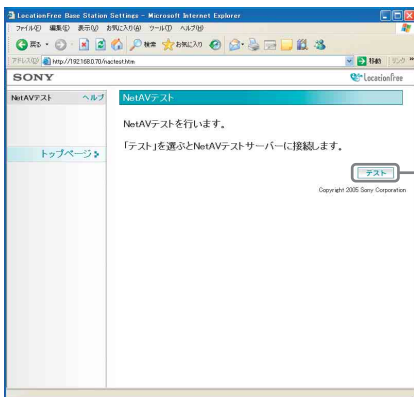 LocationFree Base Station Settings - Microsoft Internet Explorer
ファイル(F) 編集(E) 表示(V) お気に入り(A) ツール(T) ヘルプ(H)
戻る 検索 お気に入り
アドレス(D) http://192.168.0.70/nactest.htm 移動 リンク
SONY LocationFree
NetAVテスト ヘルプ
NetAVテスト
NetAVテストを行います。
「テスト」を選ぶとNetAVテストサーバーに接続します。
トップページ
テスト
Copyright 2005 Sony Corporation